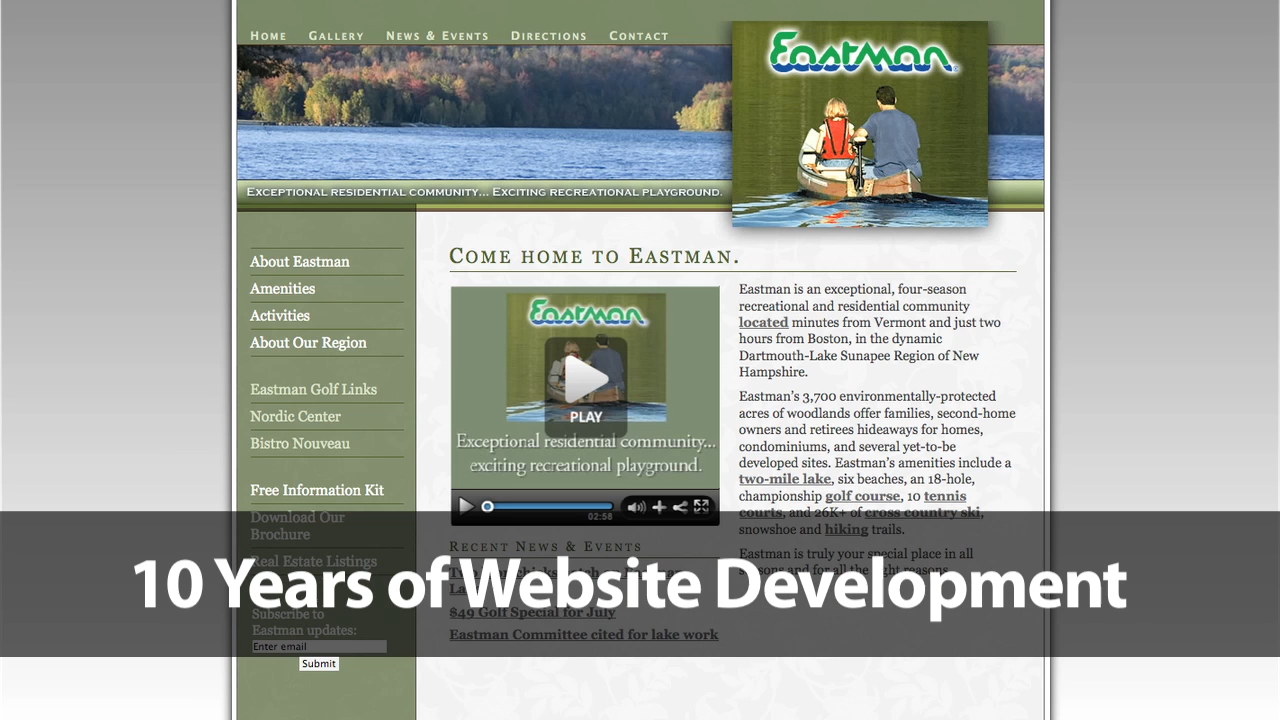 Home Gallery News & Events Directions Contact
Eastman
Exceptional residential community... Exciting recreational playground.
About Eastman
Amenities
Activities
About Our Region
Eastman Golf Links
Nordic Center
Bistro Nouveau
Free Information Kit
Download Our
Brochure
Real Estate Listings
Subscribe to
Eastman updates:
Enter email
Submit
Come home to Eastman.
Eastman
PLAY
Exceptional residential community...
exciting recreational playground.
02:58
Eastman is an exceptional, four-season
recreational and residential community
located minutes from Vermont and just two
hours from Boston, in the dynamic
Dartmouth-Lake Sunapee Region of New
Hampshire.
Eastman's 3,700 environmentally-protected
acres of woodlands offer families, second-home
owners and retirees hideaways for homes,
condominiums, and several yet-to-be
developed sites. Eastman's amenities include a
two-mile lake, six beaches, an 18-hole,
championship golf course, 10 tennis
courts, and 26K+ of cross country ski,
snowshoe and hiking trails.
Eastman is truly your special place in all
Recent News & Events
$49 Golf Special for July
Eastman Committee cited for lake work
10 Years of Website Development